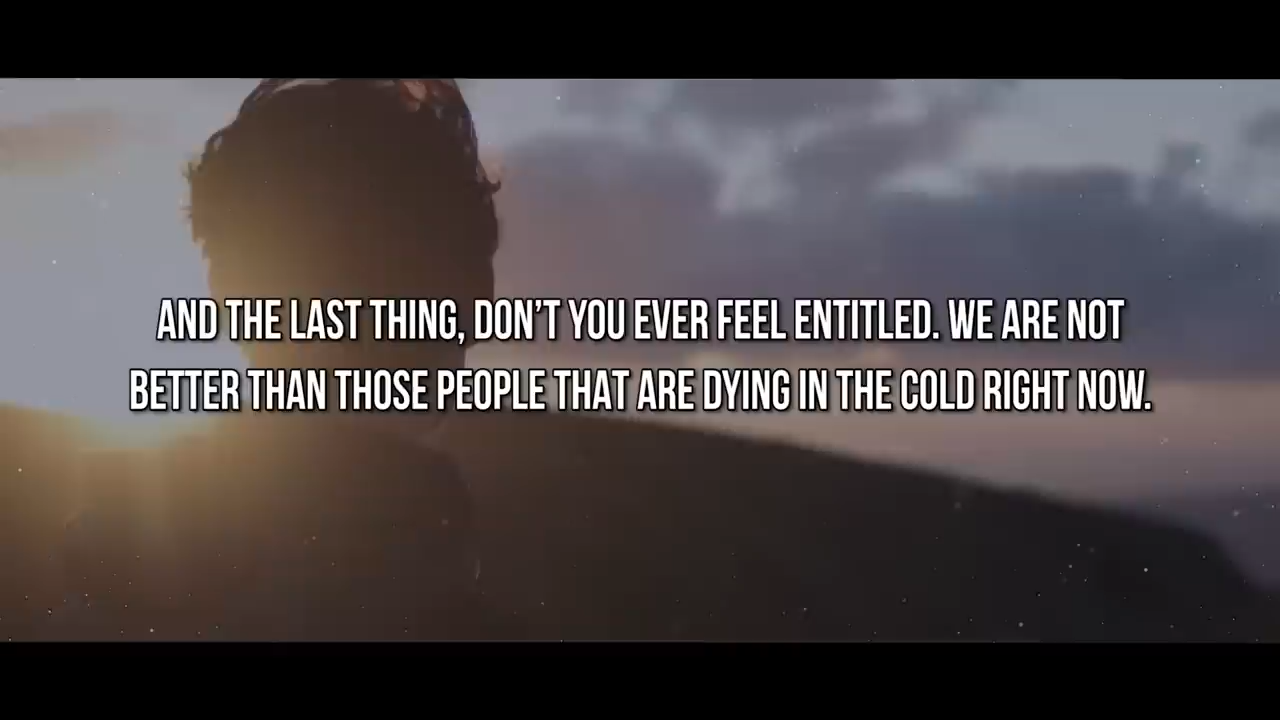 AND THE LAST THING, DON'T YOU EVER FEEL ENTITLED. WE ARE NOT
BETTER THAN THOSE PEOPLE THAT ARE DYING IN THE COLD RIGHT NOW.